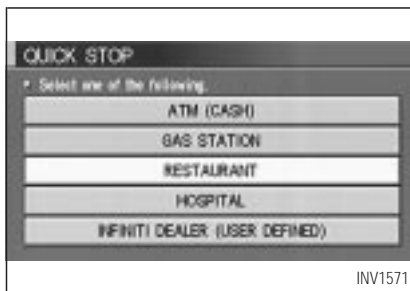 QUICK STOP
• Select one of the following.
ATM (CASH)
GAS STATION
RESTAURANT
HOSPITAL
INFINITI DEALER (USER DEFINED)
INV1571